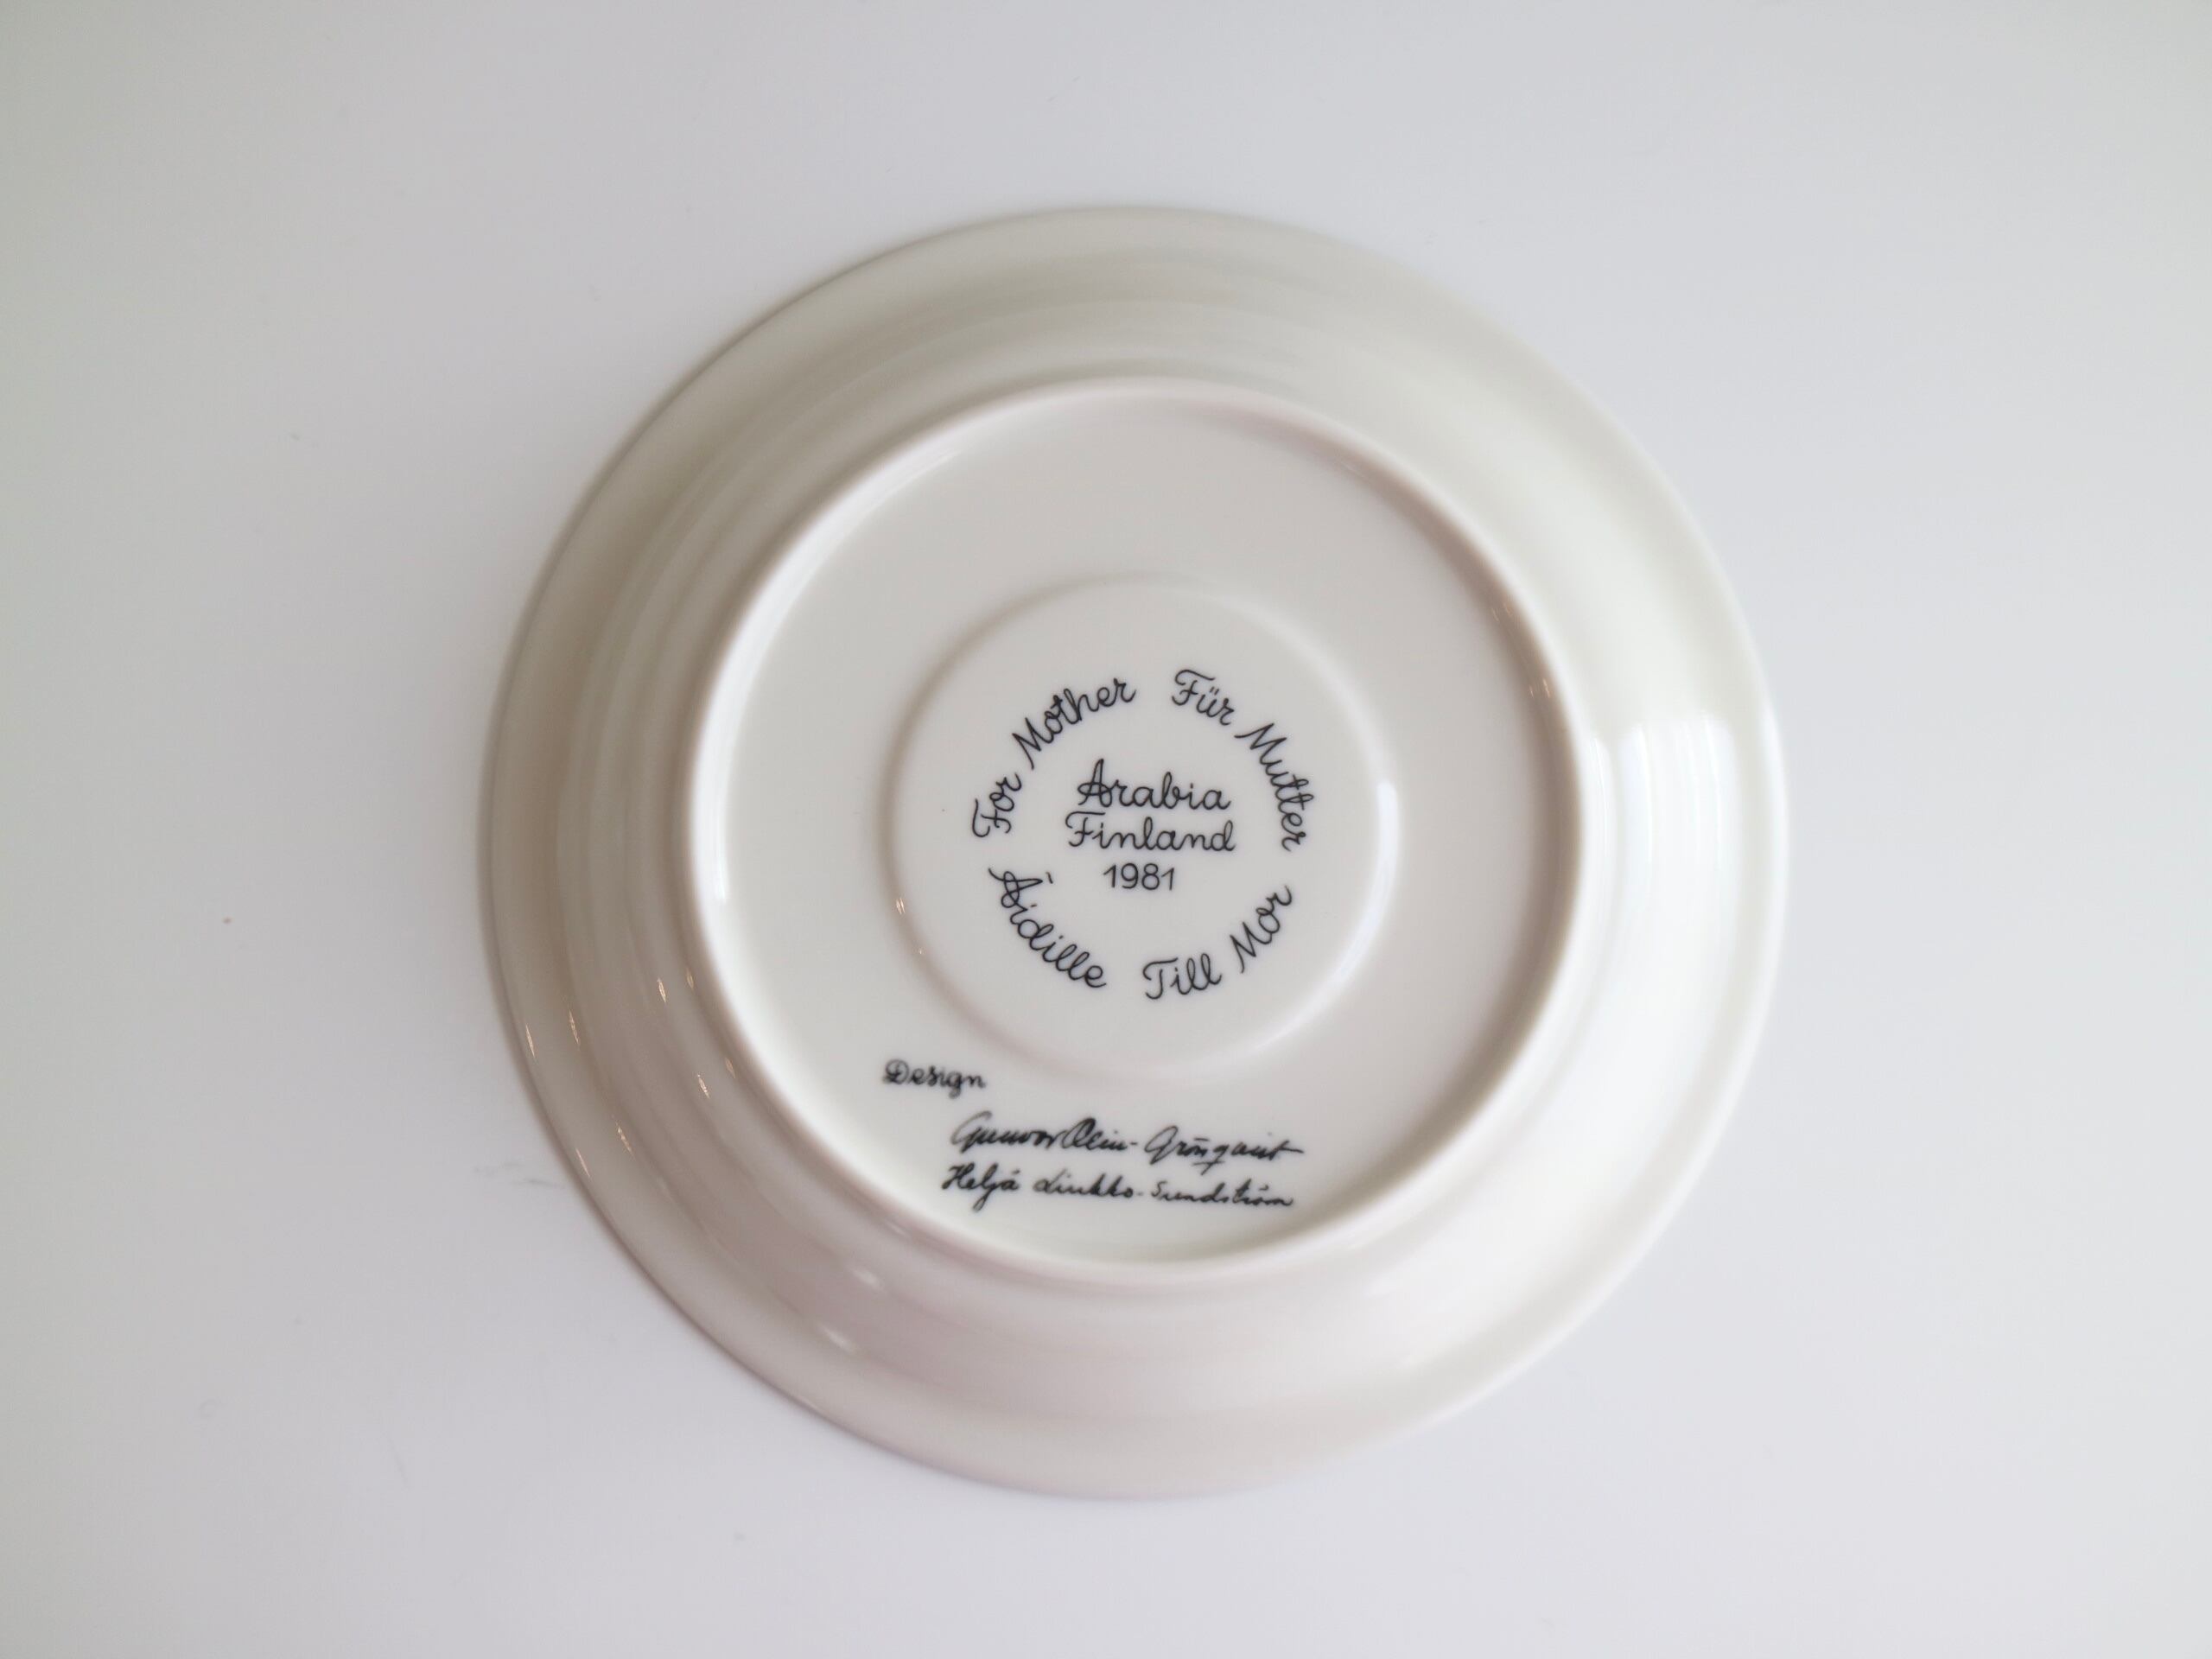 For Mother Für Mutter
Arabia
Finland
1981
Äidille Till Mor
Design
Gunvor Olin-Grönqvist
Heljä Liukko-Sundström